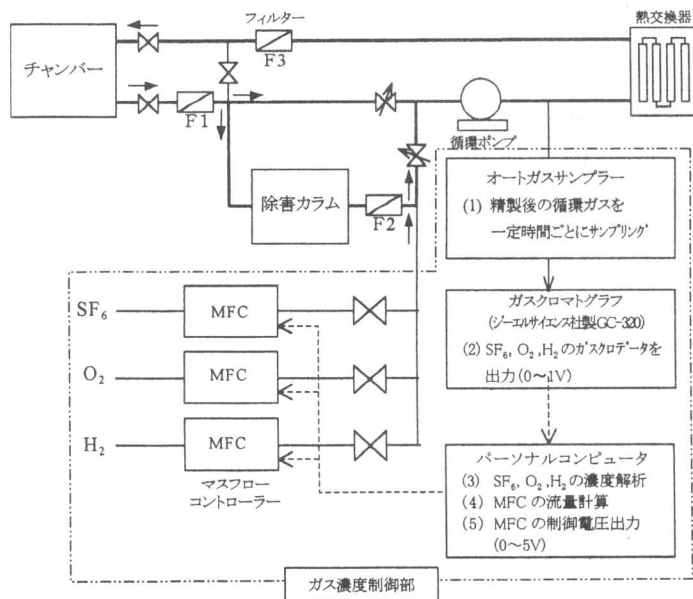 フィルター
熱交換器
チャンバー
F3
F1
循環ポンプ
除害カラム
F2
オートガスサンプラー
(1) 精製後の循環ガスを
一定時間ごとにサンプリング
ガスクロマトグラフ
(ジーエルサイエンス社製GC-320)
(2) SF₆, O₂ ,H₂のガスクロデータを
出力(0～1V)
SF₆
MFC
O₂
MFC
H₂
MFC
マスフロー
コントローラー
パーソナルコンピュータ
(3) SF₆, O₂ ,H₂の濃度解析
(4) MFCの流量計算
(5) MFCの制御電圧出力
(0～5V)
ガス濃度制御部